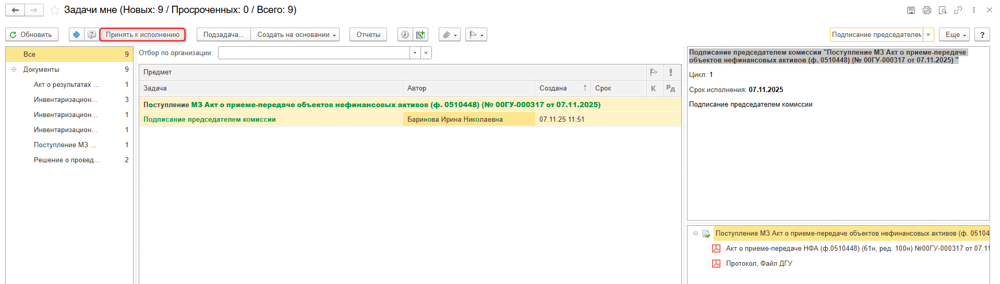 Задачи мне (Новых: 9 / Просроченных: 0 / Всего: 9)
Обновить Принять к исполнению Подзадача... Создать на основании Отчеты Подписание председателем × Еще ?
Все 9
Документы 9
Акт о результатах ... 1
Инвентаризацион... 3
Инвентаризацион... 1
Инвентаризацион... 1
Поступление МЗ ... 1
Решение о провед... 2
Отбор по организации:
Предмет
Задача Автор Создана ↑ Срок К Рд
Поступление МЗ Акт о приеме-передаче объектов нефинансовых активов (ф. 0510448) (№ 00ГУ-000317 от 07.11.2025)
Подписание председателем комиссии Баринова Ирина Николаевна 07.11.25 11:51
Подписание председателем комиссии "Поступление МЗ Акт о приеме-передаче
объектов нефинансовых активов (ф. 0510448) (№ 00ГУ-000317 от 07.11.2025) "
Цикл: 1
Срок исполнения: 07.11.2025
Подписание председателем комиссии
Поступление МЗ Акт о приеме-передаче объектов нефинансовых активов (ф. 05104
Акт о приеме-передаче НФА (ф.0510448) (61н, ред. 100н) №00ГУ-000317 от 07.11
Протокол, Файл ДГУ